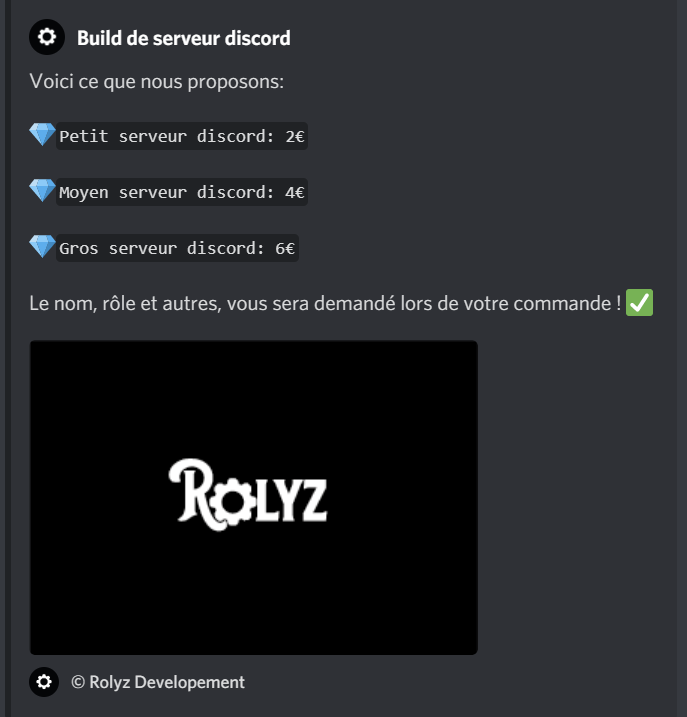 Build de serveur discord
Voici ce que nous proposons:
Petit serveur discord: 2€
Moyen serveur discord: 4€
Gros serveur discord: 6€
Le nom, rôle et autres, vous sera demandé lors de votre commande !
ROLYZ
© Rolyz Developement